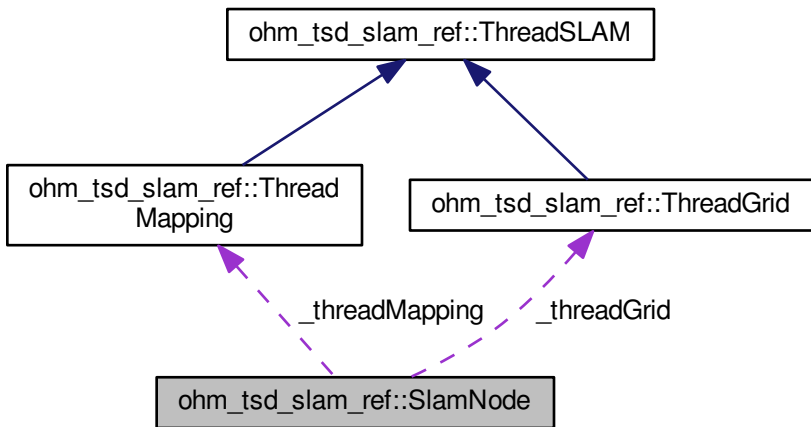 ohm_tsd_slam_ref::ThreadSLAM
ohm_tsd_slam_ref::Thread
Mapping
ohm_tsd_slam_ref::ThreadGrid
_threadMapping
_threadGrid
ohm_tsd_slam_ref::SlamNode